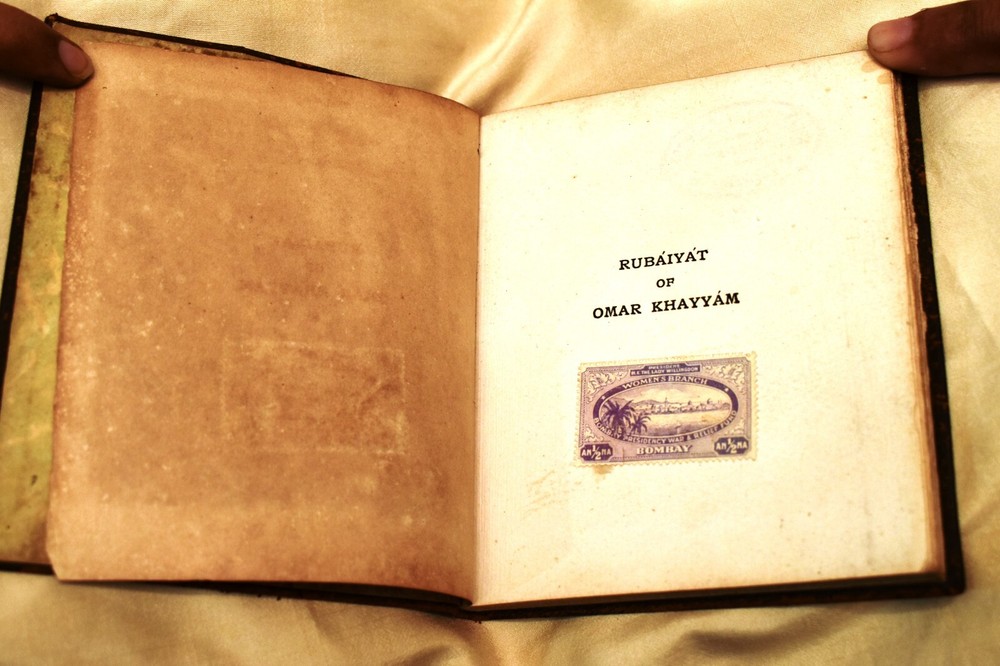 RUBÁIYÁT
OF
OMAR KHAYYÁM
PRESIDENT
H.E. THE LADY WILLINGDON
WOMEN'S BRANCH
BOMBAY PRESIDENCY WAR & RELIEF FUND
BOMBAY
AN ½ NA
AN ½ NA